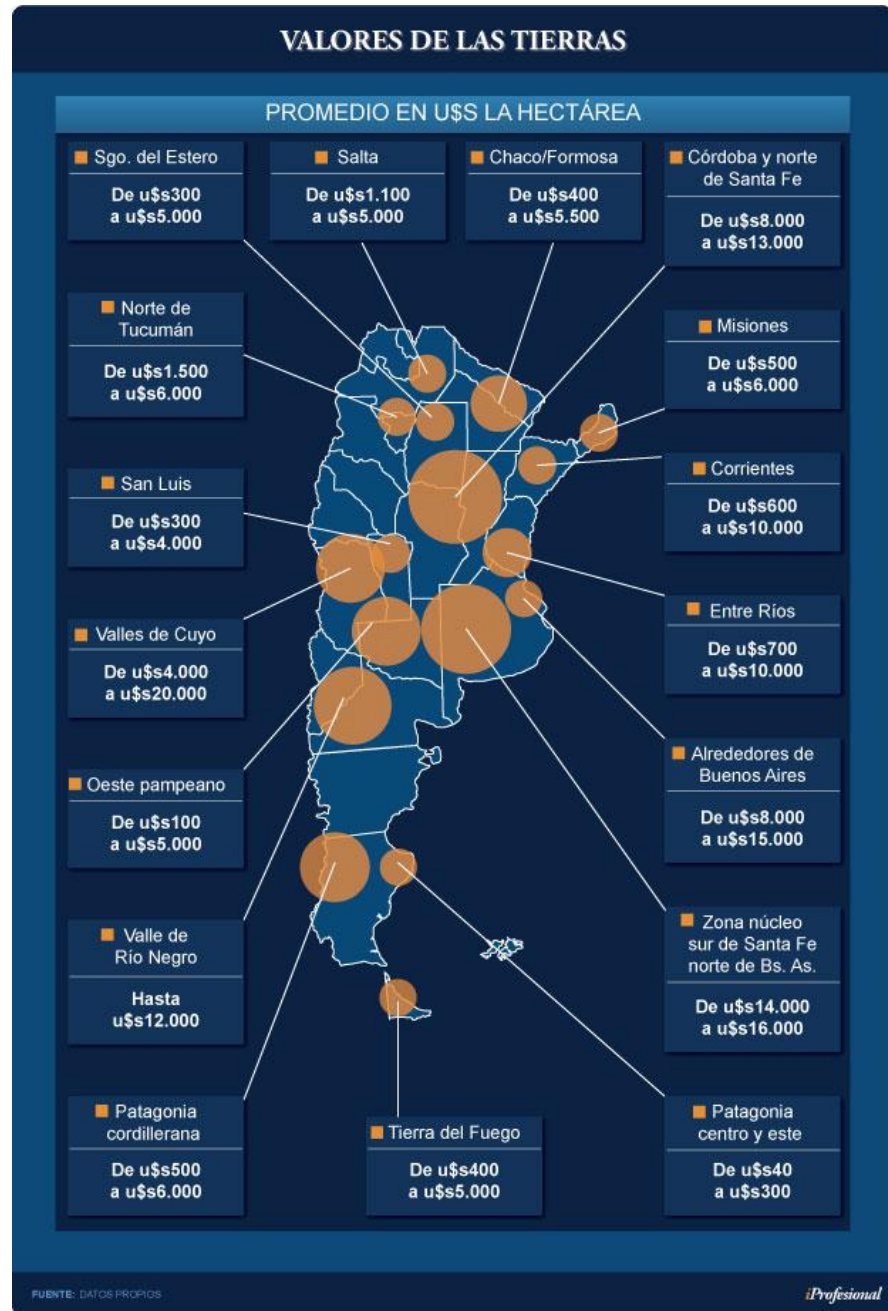 VALORES DE LAS TIERRAS
PROMEDIO EN U$S LA HECTÁREA
Sgo. del Estero
De u$s300
a u$s5.000
Salta
De u$s1.100
a u$s5.000
Chaco/Formosa
De u$s400
a u$s5.500
Córdoba y norte
de Santa Fe
De u$s8.000
a u$s13.000
Norte de
Tucumán
De u$s1.500
a u$s6.000
Misiones
De u$s500
a u$s6.000
San Luis
De u$s300
a u$s4.000
Corrientes
De u$s600
a u$s10.000
Valles de Cuyo
De u$s4.000
a u$s20.000
Entre Ríos
De u$s700
a u$s10.000
Oeste pampeano
De u$s100
a u$s5.000
Alrededores de
Buenos Aires
De u$s8.000
a u$s15.000
Valle de
Río Negro
Hasta
u$s12.000
Zona núcleo
sur de Santa Fe
norte de Bs. As.
De u$s14.000
a u$s16.000
Patagonia
cordillerana
De u$s500
a u$s6.000
Tierra del Fuego
De u$s400
a u$s5.000
Patagonia
centro y este
De u$s40
a u$s300
FUENTE: DATOS PROPIOS
iProfesional